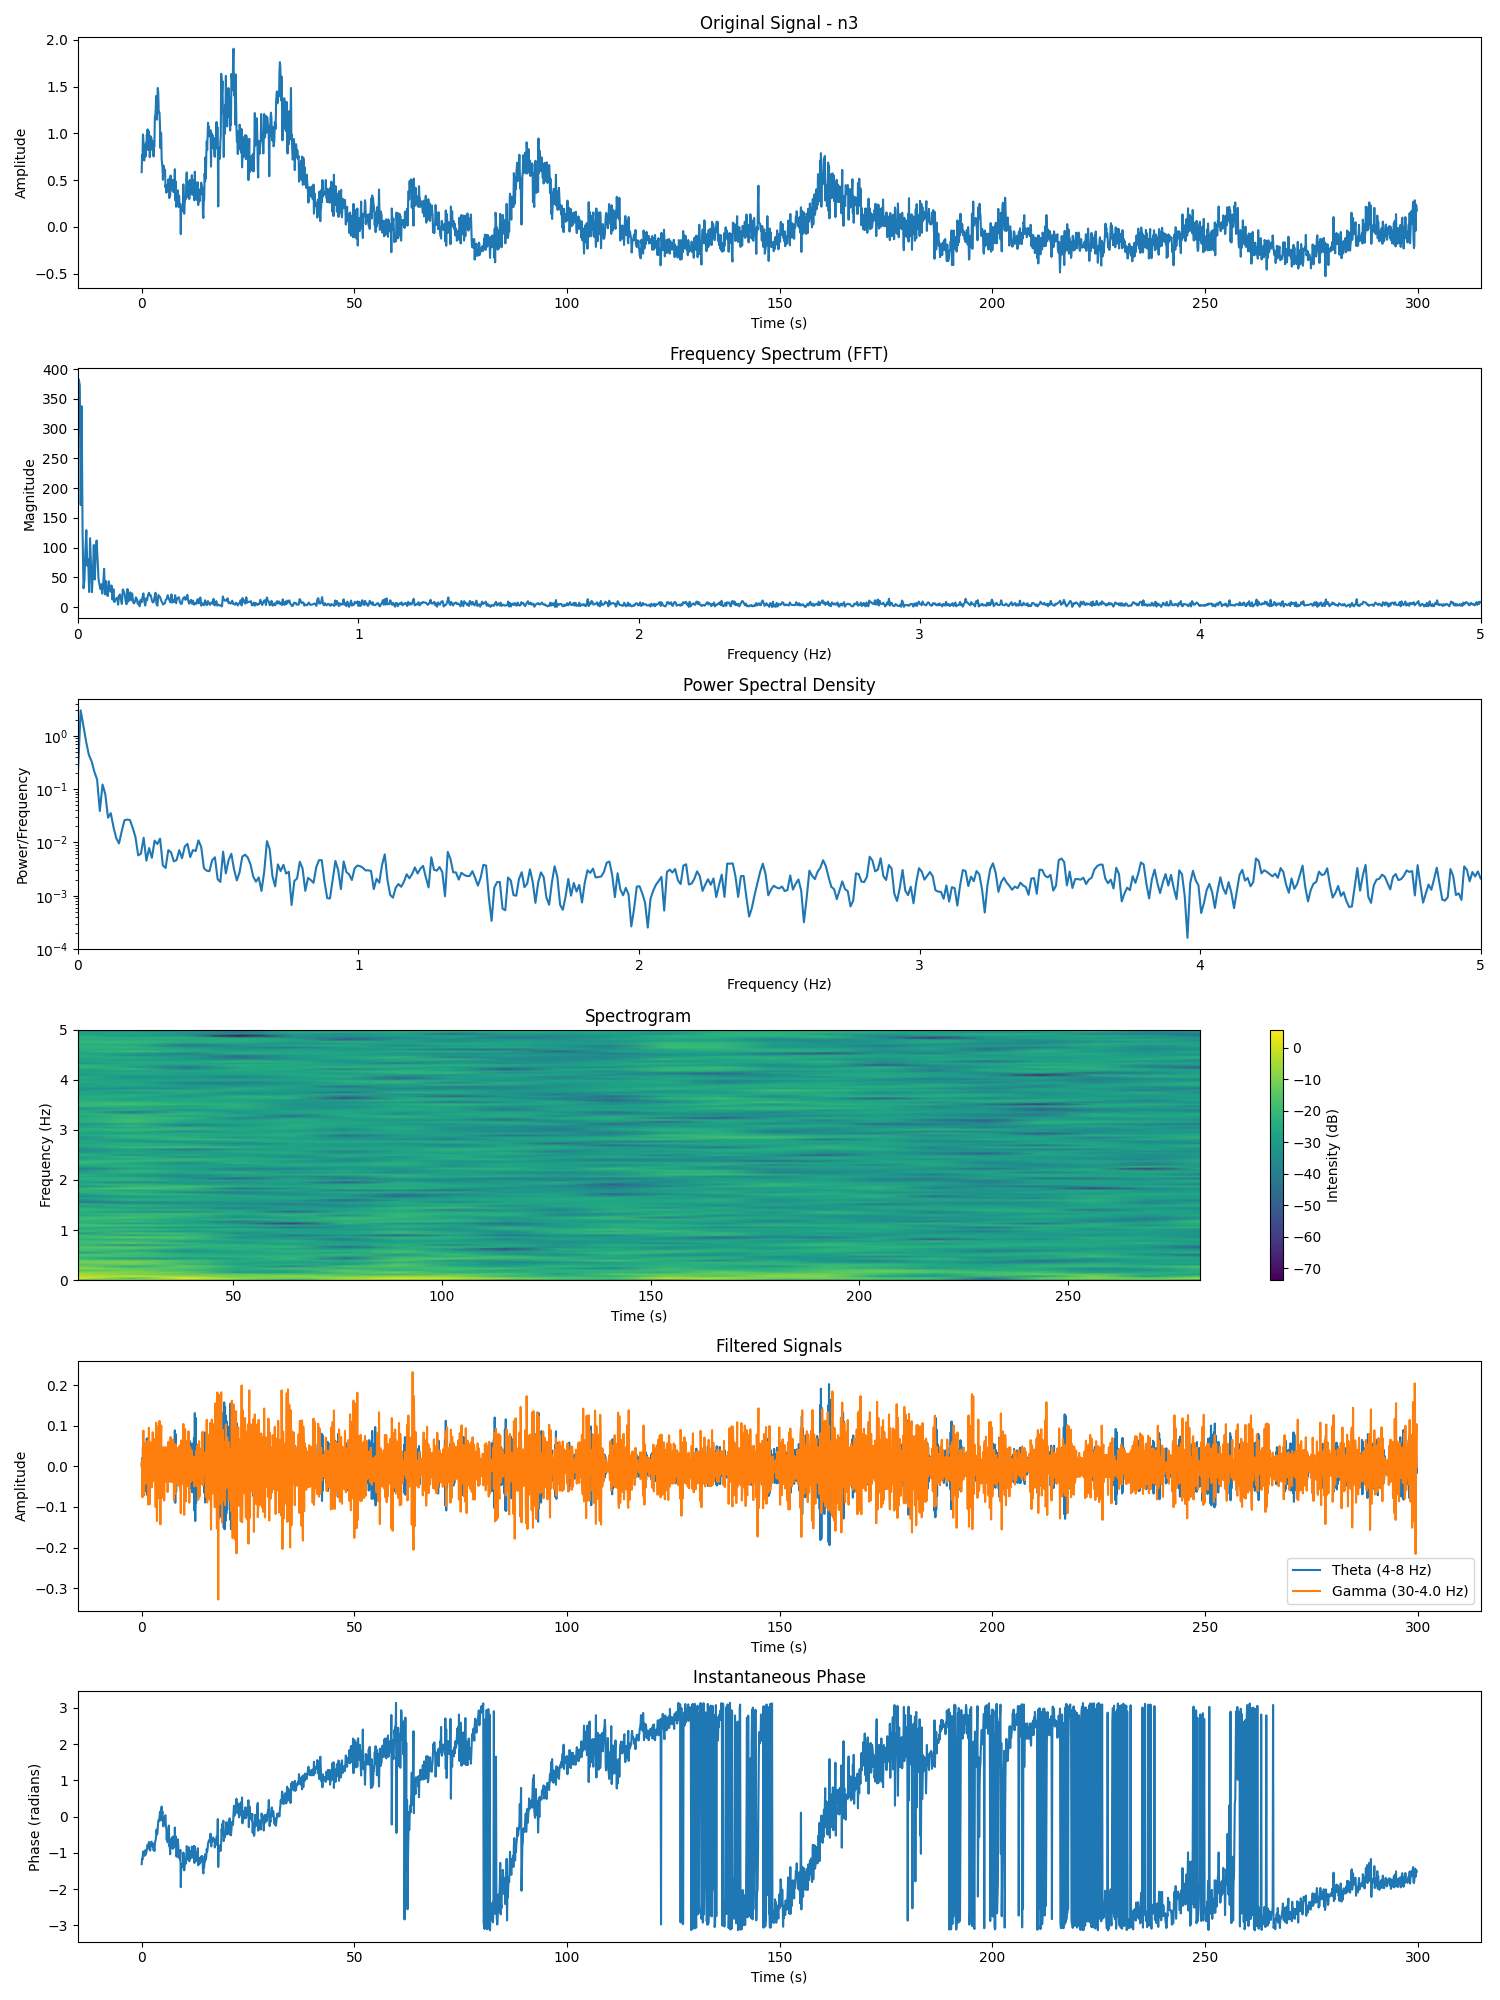 Original Signal - n3
2.0
1.5
1.0
0.5
0.0
−0.5
Amplitude
0 50 100 150 200 250 300
Time (s)
Frequency Spectrum (FFT)
400
350
300
250
200
150
100
50
0
Magnitude
0 1 2 3 4 5
Frequency (Hz)
Power Spectral Density
10⁰
10⁻¹
10⁻²
10⁻³
10⁻⁴
Power/Frequency
0 1 2 3 4 5
Frequency (Hz)
Spectrogram
5
4
3
2
1
0
Frequency (Hz)
50 100 150 200 250
Time (s)
0
−10
−20
−30
−40
−50
−60
−70
Intensity (dB)
Filtered Signals
0.2
0.1
0.0
−0.1
−0.2
−0.3
Amplitude
Theta (4-8 Hz)
Gamma (30-4.0 Hz)
0 50 100 150 200 250 300
Time (s)
Instantaneous Phase
3
2
1
0
−1
−2
−3
Phase (radians)
0 50 100 150 200 250 300
Time (s)